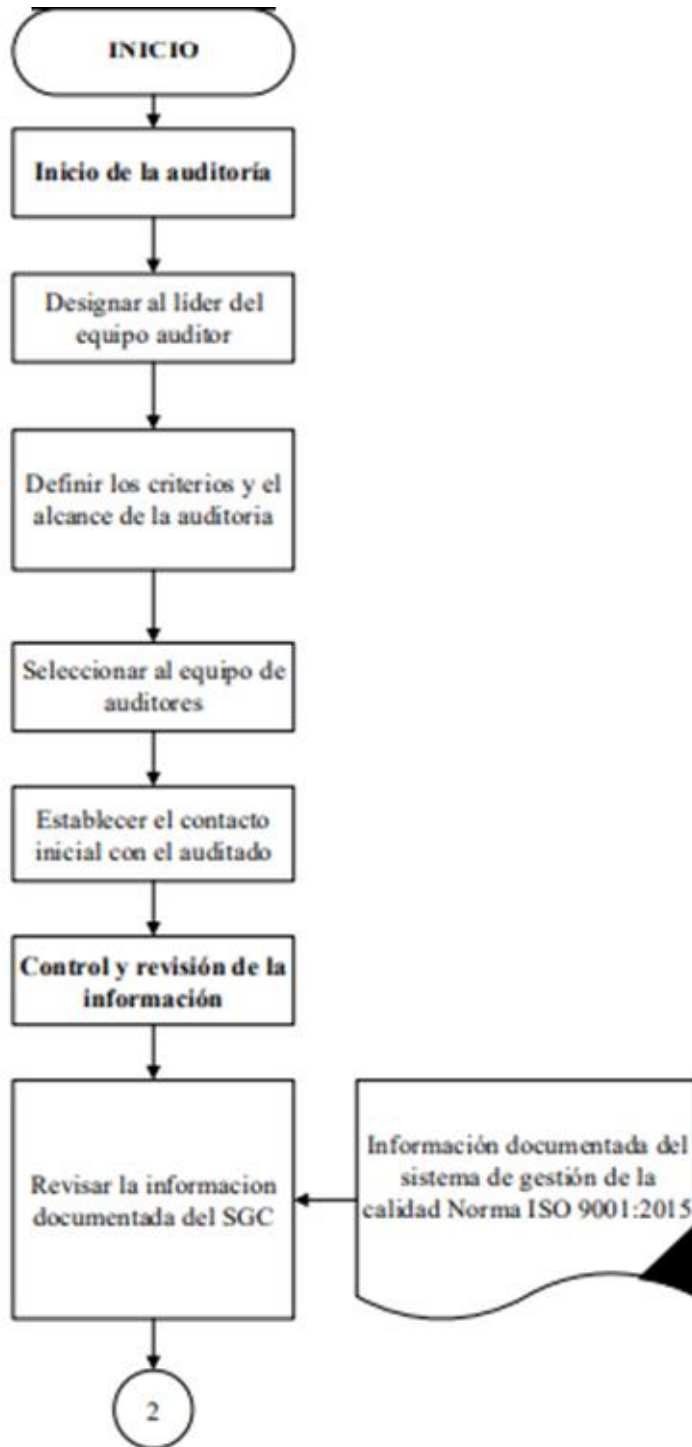 INICIO
Inicio de la auditoría
Designar al líder del
equipo auditor
Definir los criterios y el
alcance de la auditoria
Seleccionar al equipo de
auditores
Establecer el contacto
inicial con el auditado
Control y revisión de la
información
Revisar la informacion
documentada del SGC
Información documentada del
sistema de gestión de la
calidad Norma ISO 9001:2015
2